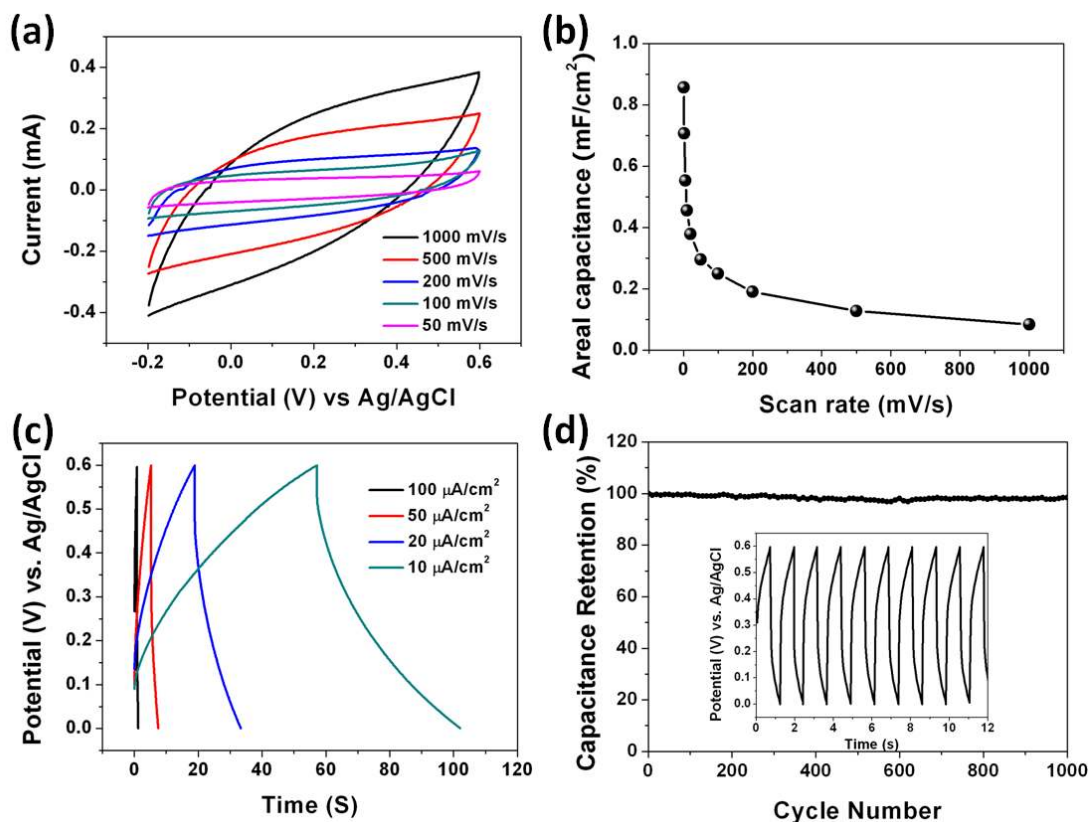 (a)
Current (mA)
0.4
0.2
0.0
-0.2
-0.4
1000 mV/s
500 mV/s
200 mV/s
100 mV/s
50 mV/s
-0.2 0.0 0.2 0.4 0.6
Potential (V) vs Ag/AgCl
(b)
Areal capacitance (mF/cm²)
1.0
0.8
0.6
0.4
0.2
0.0
0 200 400 600 800 1000
Scan rate (mV/s)
(c)
Potential (V) vs. Ag/AgCl
0.6
0.5
0.4
0.3
0.2
0.1
0.0
100 μA/cm²
50 μA/cm²
20 μA/cm²
10 μA/cm²
0 20 40 60 80 100 120
Time (S)
(d)
Capacitance Retention (%)
120
100
80
60
40
20
0
Potential (V) vs. Ag/AgCl
0.6
0.5
0.4
0.3
0.2
0.1
0.0
0 2 4 6 8 10 12
Time (s)
0 200 400 600 800 1000
Cycle Number